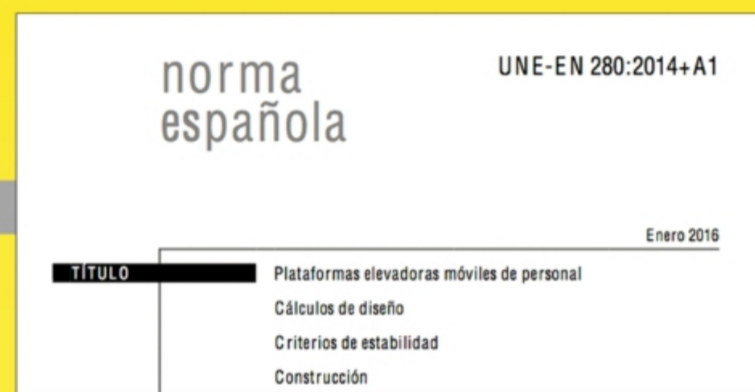 norma
española
UNE-EN 280:2014+A1
Enero 2016
TÍTULO
Plataformas elevadoras móviles de personal
Cálculos de diseño
Criterios de estabilidad
Construcción